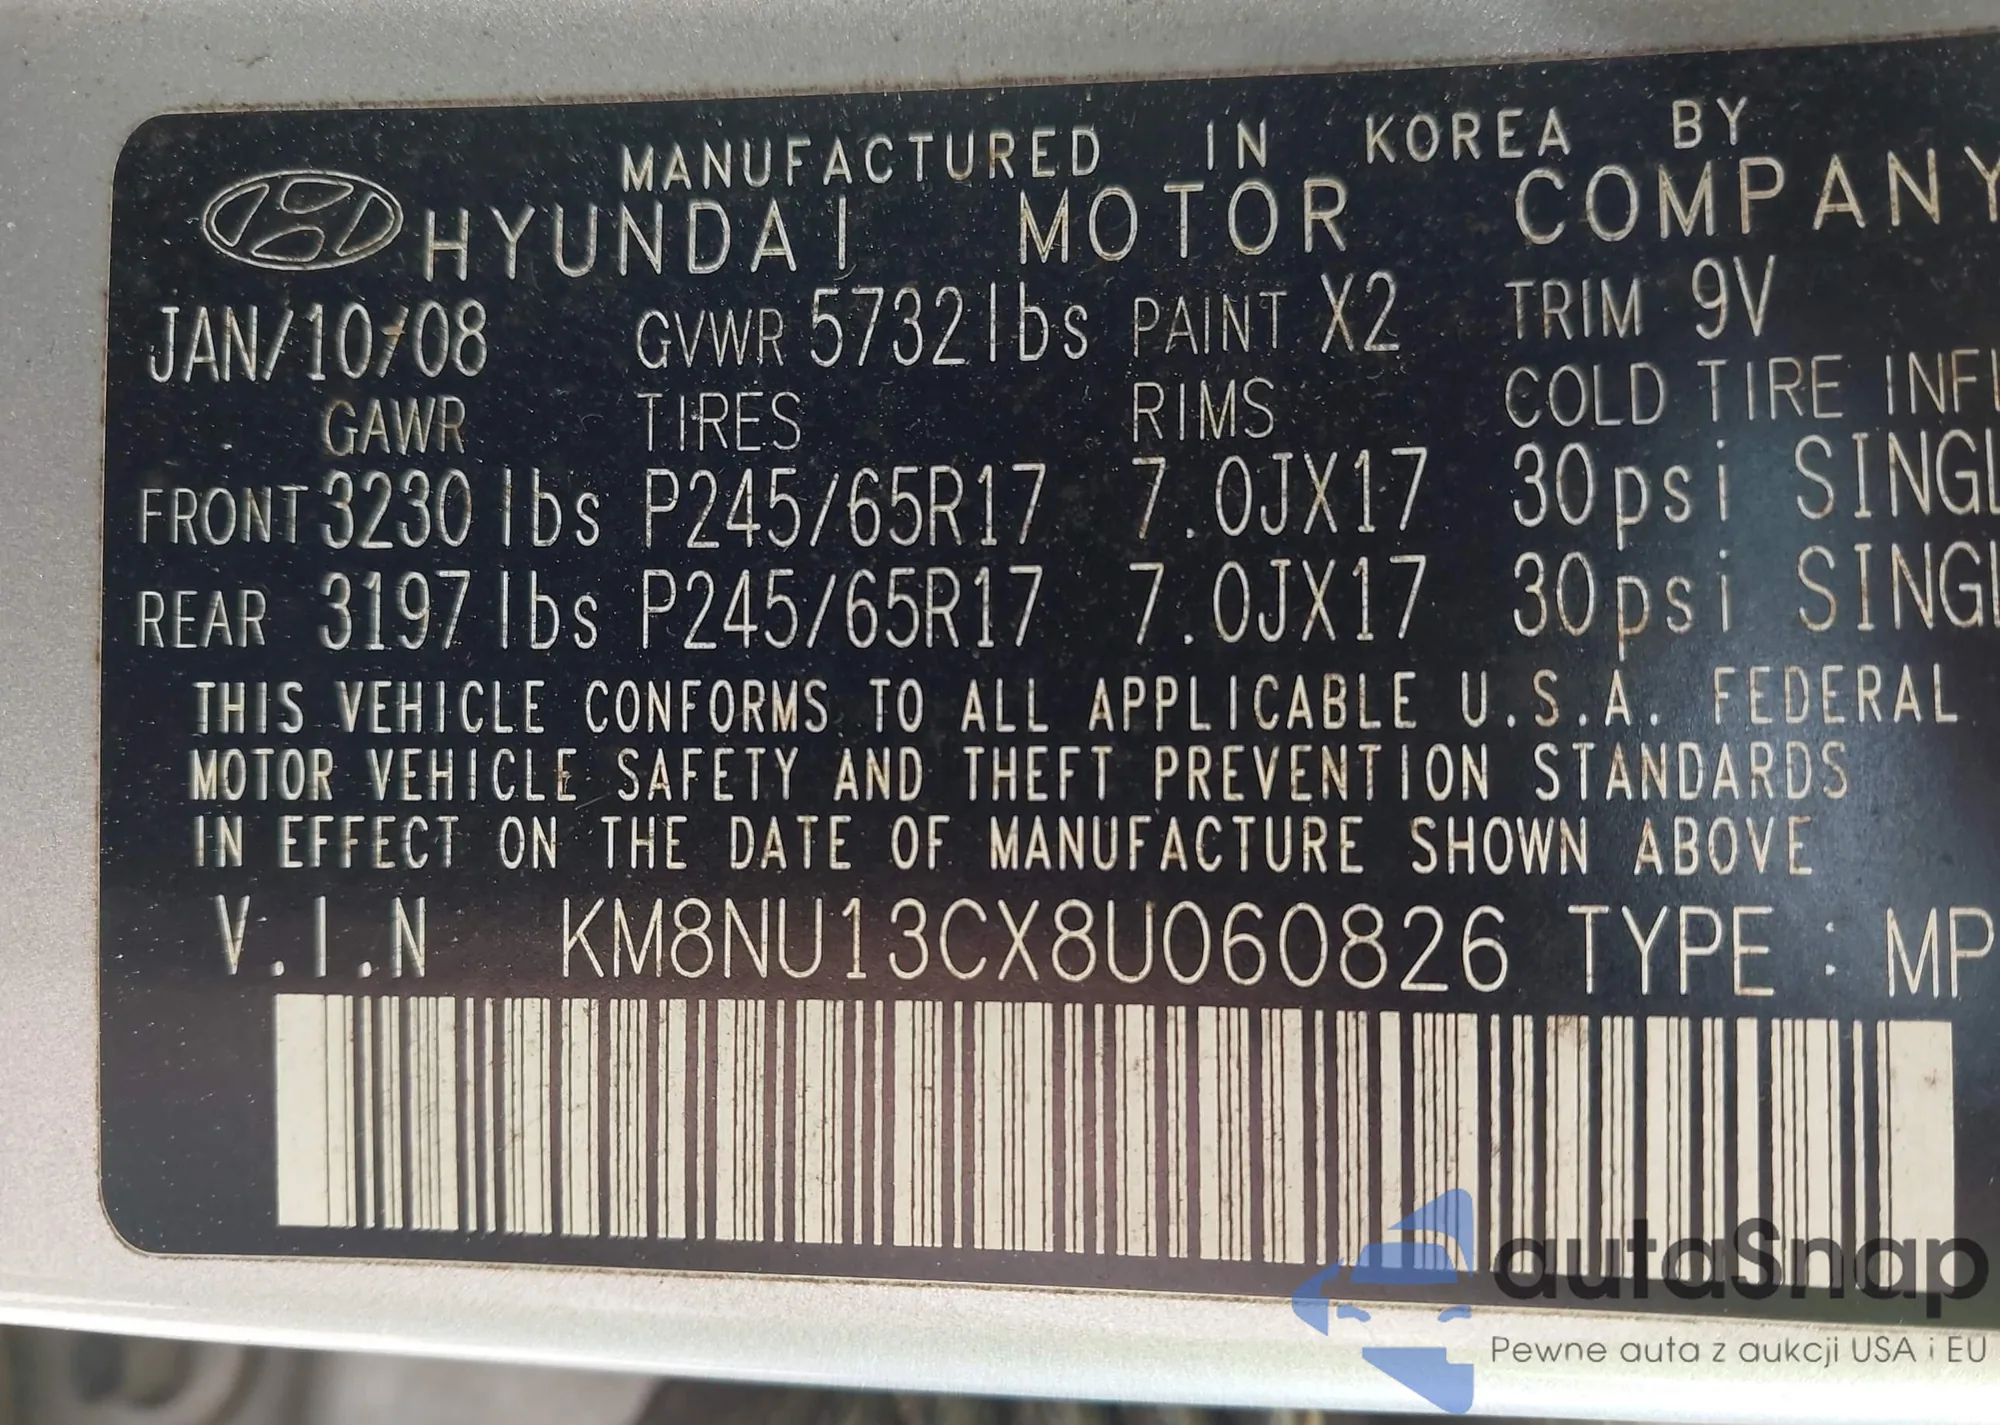 MANUFACTURED IN KOREA BY
HYUNDAI MOTOR COMPANY
JAN/10/08 GVWR 5732lbs PAINT X2 TRIM 9V
GAWR TIRES RIMS COLD TIRE INFL
FRONT 3230 lbs P245/65R17 7.0JX17 30psi SINGL
REAR 3197 lbs P245/65R17 7.0JX17 30psi SINGL
THIS VEHICLE CONFORMS TO ALL APPLICABLE U.S.A. FEDERAL
MOTOR VEHICLE SAFETY AND THEFT PREVENTION STANDARDS
IN EFFECT ON THE DATE OF MANUFACTURE SHOWN ABOVE
V.I.N KM8NU13CX8U060826 TYPE : MP
autaSnap
Pewne auta z aukcji USA i EU